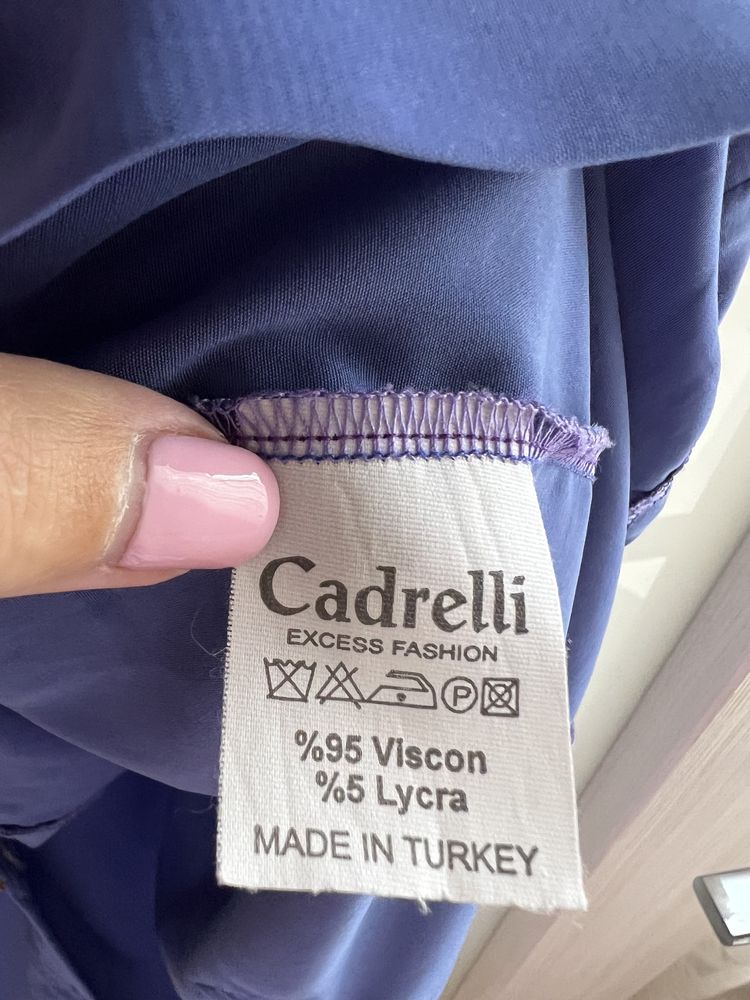 Cadrelli
EXCESS FASHION
P
%95 Viscon
%5 Lycra
MADE IN TURKEY